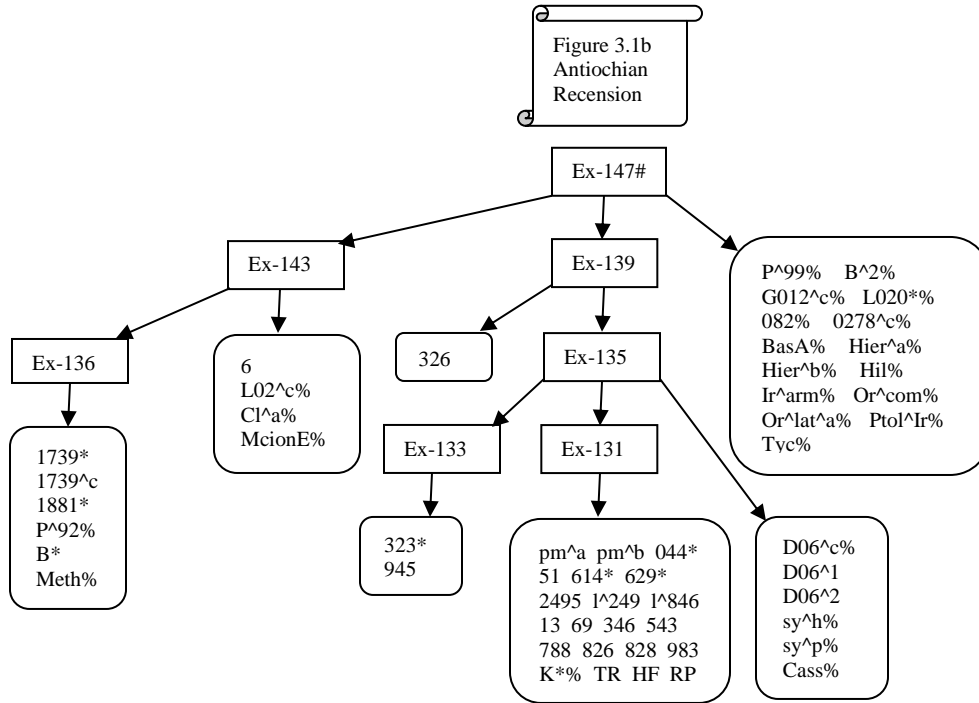 Figure 3.1b
Antiochian
Recension
Ex-147#
Ex-143
Ex-139
P^99% B^2%
G012^c% L020*%
082% 0278^c%
BasA% Hier^a%
Hier^b% Hil%
Ir^arm% Or^com%
Or^lat^a% Ptol^Ir%
Tyc%
Ex-136
6
L02^c%
Cl^a%
McionE%
326
Ex-135
1739*
1739^c
1881*
P^92%
B*
Meth%
Ex-133
Ex-131
323*
945
pm^a pm^b 044*
51 614* 629*
2495 l^249 l^846
13 69 346 543
788 826 828 983
K*% TR HF RP
D06^c%
D06^1
D06^2
sy^h%
sy^p%
Cass%